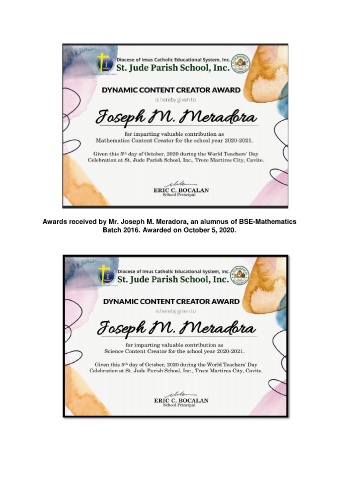 Diocese of Imus Catholic Educational System, Inc.
St. Jude Parish School, Inc.
DYNAMIC CONTENT CREATOR AWARD
is hereby given to
Joseph M. Meradora
for imparting valuable contribution as
Mathematics Content Creator for the school year 2020-2021.
Given this 5th day of October, 2020 during the World Teachers' Day
Celebration at St. Jude Parish School, Inc., Trece Martires City, Cavite.
ERIC C. BOCALAN
School Principal
Awards received by Mr. Joseph M. Meradora, an alumnus of BSE-Mathematics
Batch 2016. Awarded on October 5, 2020.
Diocese of Imus Catholic Educational System, Inc.
St. Jude Parish School, Inc.
DYNAMIC CONTENT CREATOR AWARD
is hereby given to
Joseph M. Meradora
for imparting valuable contribution as
Science Content Creator for the school year 2020-2021.
Given this 5th day of October, 2020 during the World Teachers' Day
Celebration at St. Jude Parish School, Inc., Trece Martires City, Cavite.
ERIC C. BOCALAN
School Principal